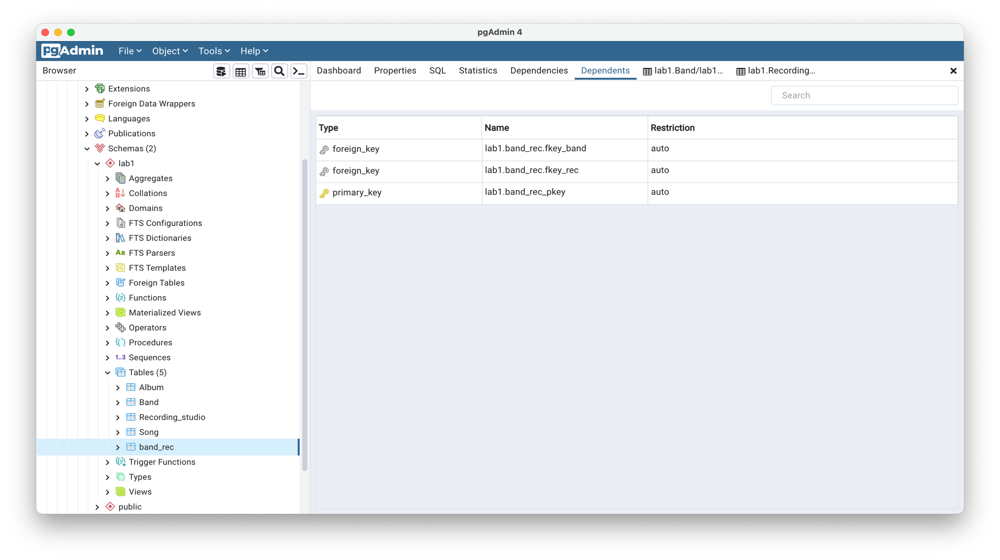 pgAdmin 4
pgAdmin File Object Tools Help
Browser
Dashboard Properties SQL Statistics Dependencies Dependents lab1.Band/lab1... lab1.Recording...
Extensions
Foreign Data Wrappers
Languages
Publications
Schemas (2)
lab1
Aggregates
Collations
Domains
FTS Configurations
FTS Dictionaries
Aa FTS Parsers
FTS Templates
Foreign Tables
Functions
Materialized Views
Operators
Procedures
1..3 Sequences
Tables (5)
Album
Band
Recording_studio
Song
band_rec
Trigger Functions
Types
Views
public
Search
Type Name Restriction
foreign_key lab1.band_rec.fkey_band auto
foreign_key lab1.band_rec.fkey_rec auto
primary_key lab1.band_rec_pkey auto